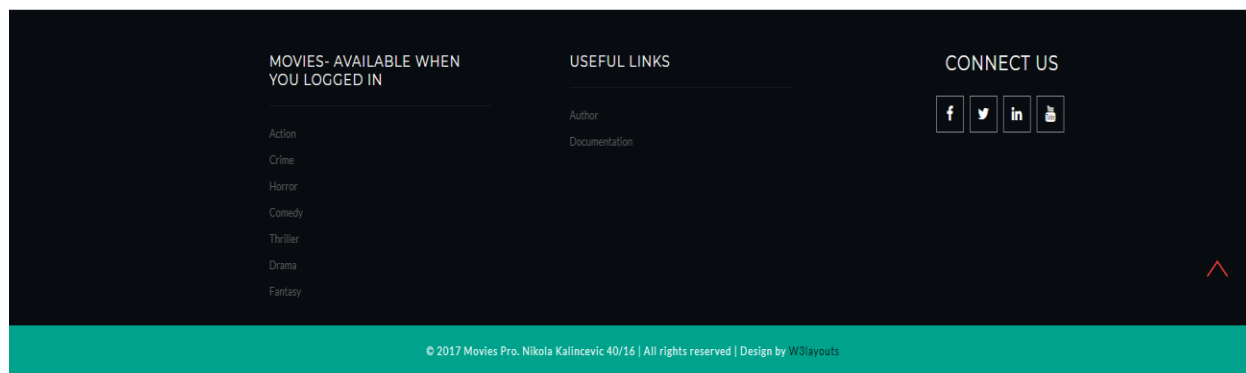 MOVIES- AVAILABLE WHEN
YOU LOGGED IN
Action
Crime
Horror
Comedy
Thriller
Drama
Fantasy
USEFUL LINKS
Author
Documentation
CONNECT US
© 2017 Movies Pro. Nikola Kalincevic 40/16 | All rights reserved | Design by W3layouts